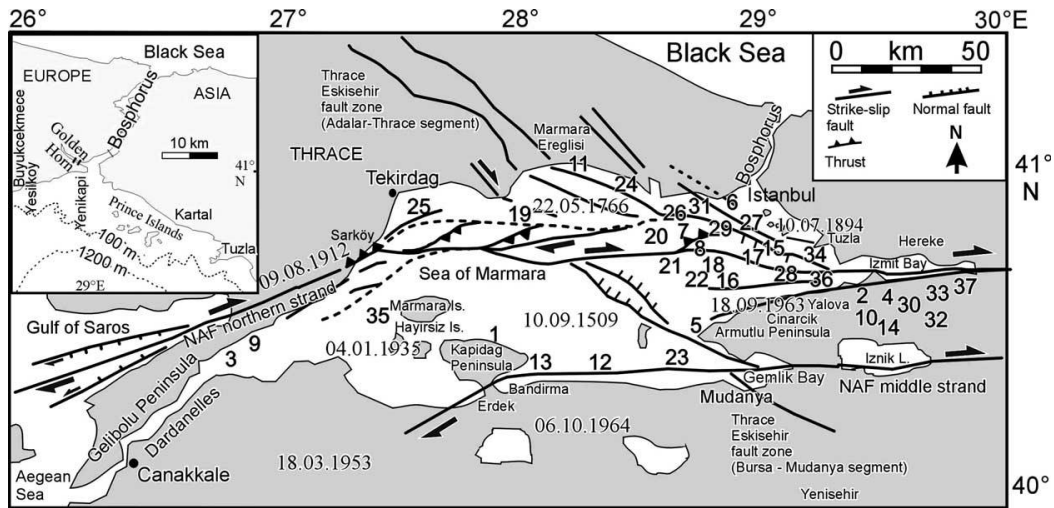 26°
27°
28°
29°
30°E
Black Sea
EUROPE
ASIA
Bosphorus
Golden
Horn
Buyukcekmece
Yesilköy
Yenikapi
10 km
41°
N
Prince Islands
Kartal
Tuzla
100 m
1200 m
29°E
Black Sea
0 km 50
Strike-slip
fault
Normal fault
Thrust
N
Thrace
Eskisehir
fault zone
(Adalar-Thrace segment)
THRACE
Marmara
Ereglisi
Bosphorus
41°
N
Tekirdag
11
24
Istanbul
25
19
22.05.1766
26
31
6
27
10.07.1894
Sarköy
20
7
29
15
34
Tuzla
Hereke
8
17
Izmit Bay
09.08.1912
Sea of Marmara
21
18
22
16
28
36
37
NAF northern strand
Gulf of Saros
Marmara Is.
35
Hayirsiz Is.
10.09.1509
18.09.1963
Yalova
Cinarcik
Armutlu Peninsula
2
4
33
30
10
14
32
5
1
3
9
04.01.1935
Kapidag
Peninsula
13
12
23
Iznik L.
Gemlik Bay
NAF middle strand
Gelibolu Peninsula
Dardanelles
Bandirma
Erdek
Mudanya
06.10.1964
Thrace
Eskisehir
fault zone
(Bursa - Mudanya segment)
Aegean
Sea
Canakkale
18.03.1953
Yenisehir
40°